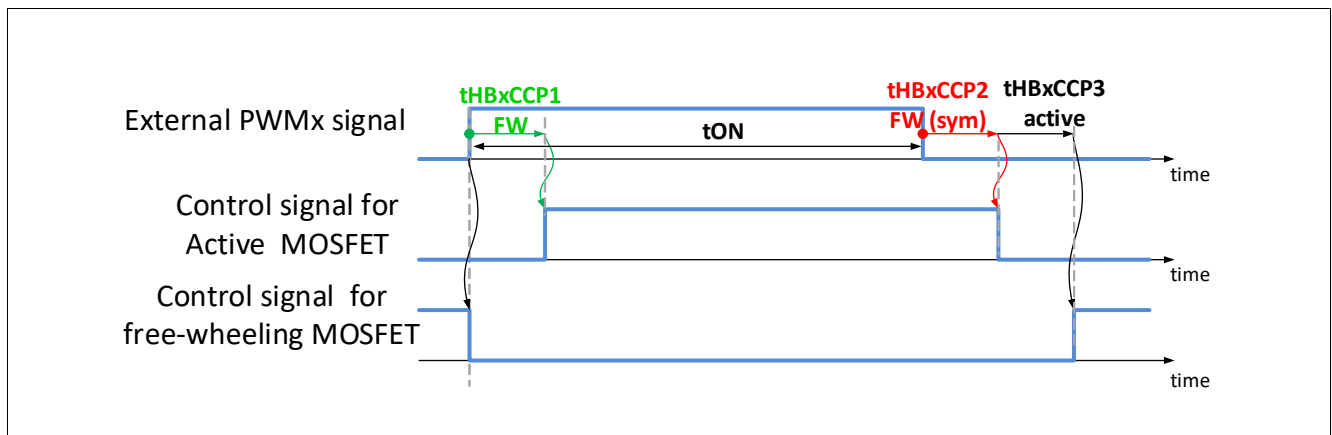 tHBxCCP1
FW
tHBxCCP2
FW (sym)
tHBxCCP3
active
External PWMx signal
tON
time
Control signal for
Active MOSFET
time
Control signal for
free-wheeling MOSFET
time